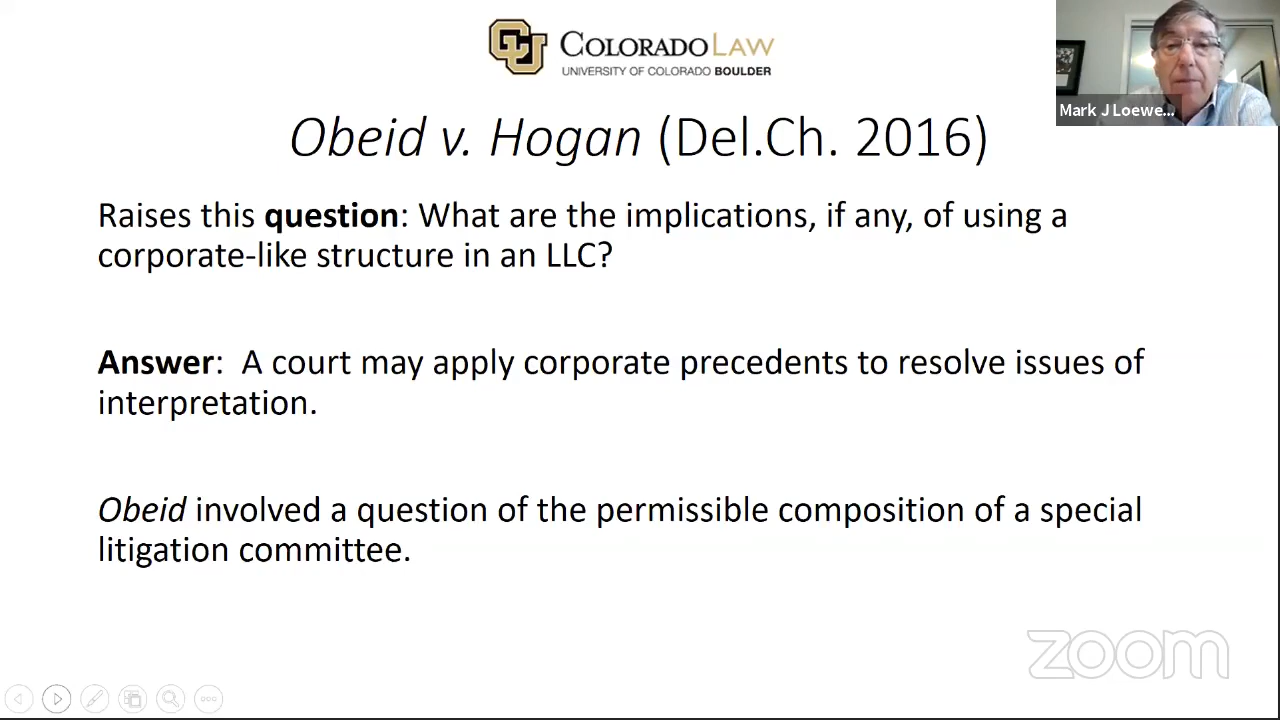 COLORADO LAW
UNIVERSITY OF COLORADO BOULDER
Mark J Loewe...
Obeid v. Hogan (Del.Ch. 2016)
Raises this question: What are the implications, if any, of using a
corporate-like structure in an LLC?
Answer: A court may apply corporate precedents to resolve issues of
interpretation.
Obeid involved a question of the permissible composition of a special
litigation committee.
zoom